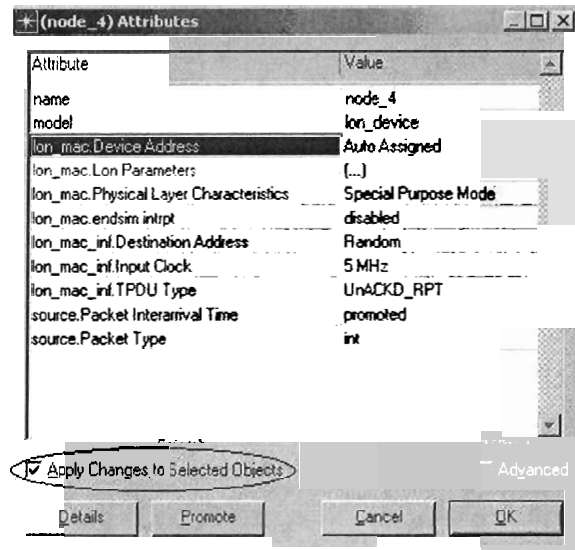 (node_4) Attributes
Attribute Value
name node_4
model lon_device
lon_mac.Device Address Auto Assigned
lon_mac.Lon Parameters (...)
lon_mac.Physical Layer Characteristics Special Purpose Mode
lon_mac.endsim intrpt disabled
lon_mac_inf.Destination Address Random
lon_mac_inf.Input Clock 5 MHz
lon_mac_inf.TPDU Type UnACKD_RPT
source.Packet Interarrival Time promoted
source.Packet Type int
Apply Changes to Selected Objects Advanced
Details Promote Cancel OK